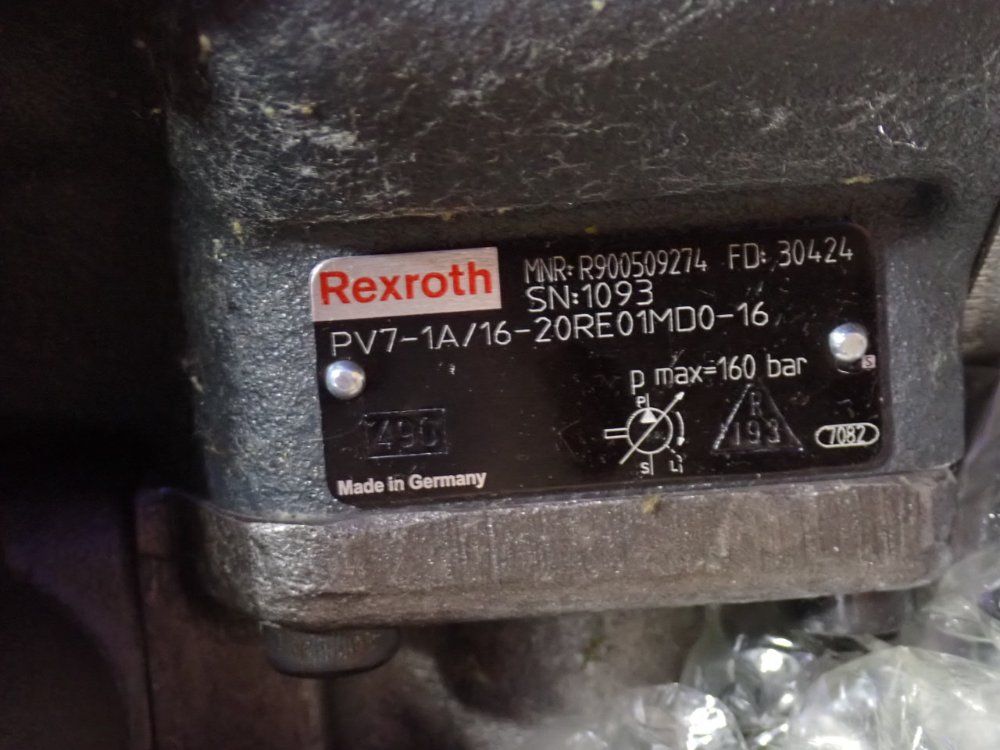 Rexroth
MNR: R900509274 FD: 30424
SN:1093
PV7-1A/16-20RE01MD0-16
p max=160 bar
P
S L
R
193
7082
Made in Germany